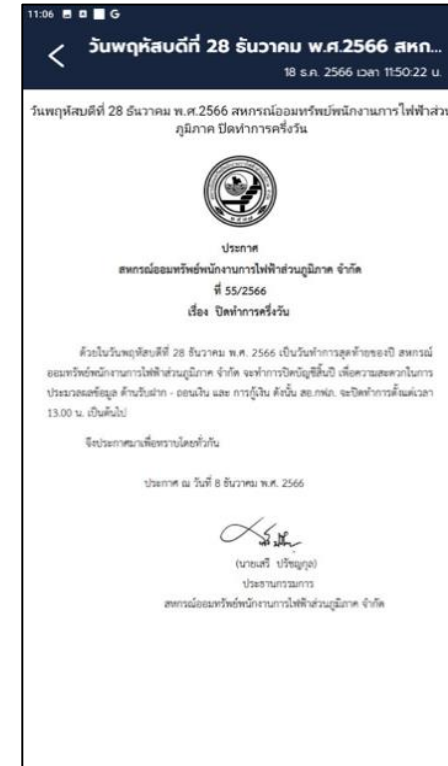 11:06 G
วันพฤหัสบดีที่ 28 ธันวาคม พ.ศ.2566 สหก...
18 ธ.ค. 2566 เวลา 11:50:22 น.
วันพฤหัสบดีที่ 28 ธันวาคม พ.ศ.2566 สหกรณ์ออมทรัพย์พนักงานการไฟฟ้าส่วน
ภูมิภาค ปิดทำการครึ่งวัน
ประกาศ
สหกรณ์ออมทรัพย์พนักงานการไฟฟ้าส่วนภูมิภาค จำกัด
ที่ 55/2566
เรื่อง ปิดทำการครึ่งวัน
ด้วยในวันพฤหัสบดีที่ 28 ธันวาคม พ.ศ. 2566 เป็นวันทำการสุดท้ายของปี สหกรณ์
ออมทรัพย์พนักงานการไฟฟ้าส่วนภูมิภาค จำกัด จะทำการปิดบัญชีสิ้นปี เพื่อความสะดวกในการ
ประมวลผลข้อมูล ด้านรับฝาก - ถอนเงิน และ การกู้เงิน ดังนั้น สอ.กฟภ. จะปิดทำการตั้งแต่เวลา
13.00 น. เป็นต้นไป
จึงประกาศมาเพื่อทราบโดยทั่วกัน
ประกาศ ณ วันที่ 8 ธันวาคม พ.ศ. 2566
(นายเสรี ปรัชญกุล)
ประธานกรรมการ
สหกรณ์ออมทรัพย์พนักงานการไฟฟ้าส่วนภูมิภาค จำกัด